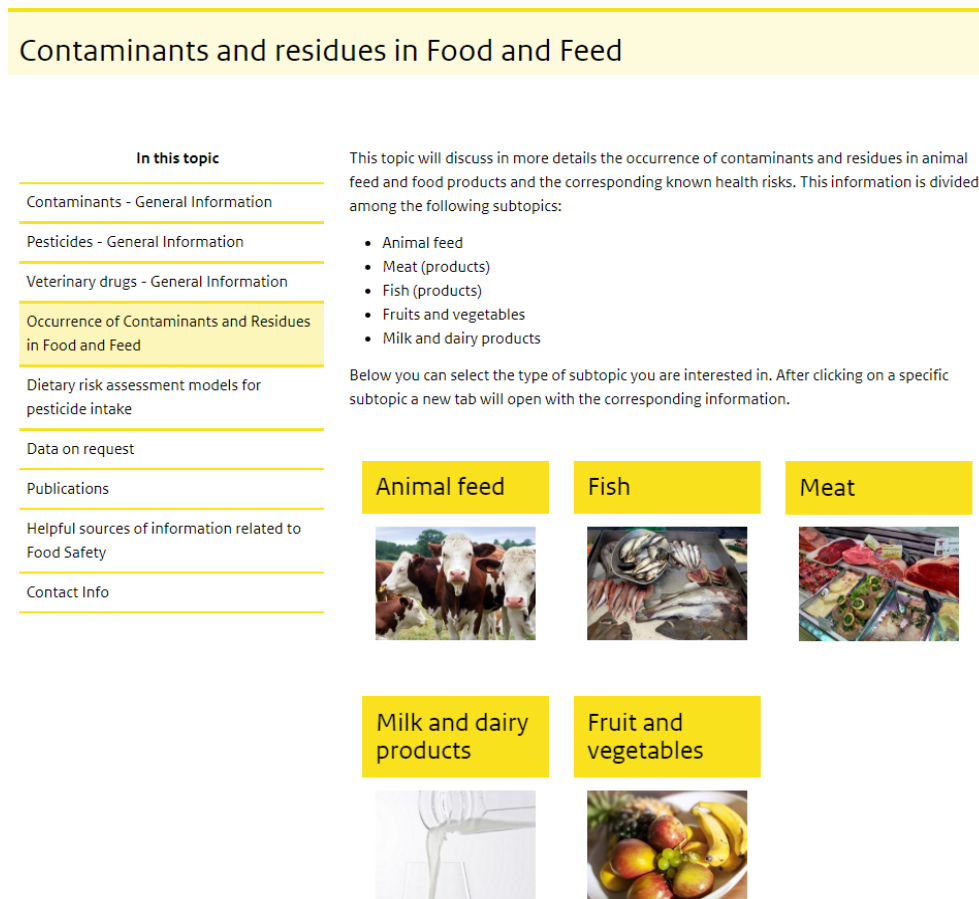 Contaminants and residues in Food and Feed
In this topic
Contaminants - General Information
Pesticides - General Information
Veterinary drugs - General Information
Occurrence of Contaminants and Residues
in Food and Feed
Dietary risk assessment models for
pesticide intake
Data on request
Publications
Helpful sources of information related to
Food Safety
Contact Info
This topic will discuss in more details the occurrence of contaminants and residues in animal
feed and food products and the corresponding known health risks. This information is divided
among the following subtopics:
• Animal feed
• Meat (products)
• Fish (products)
• Fruits and vegetables
• Milk and dairy products
Below you can select the type of subtopic you are interested in. After clicking on a specific
subtopic a new tab will open with the corresponding information.
Animal feed
Fish
Meat
Milk and dairy
products
Fruit and
vegetables